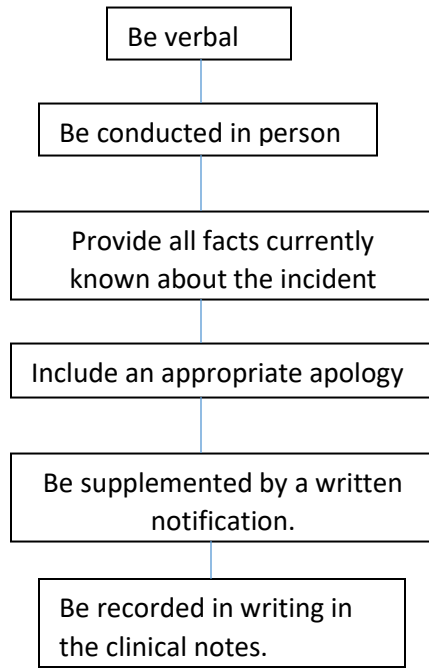 Be verbal
Be conducted in person
Provide all facts currently
known about the incident
Include an appropriate apology
Be supplemented by a written
notification.
Be recorded in writing in
the clinical notes.